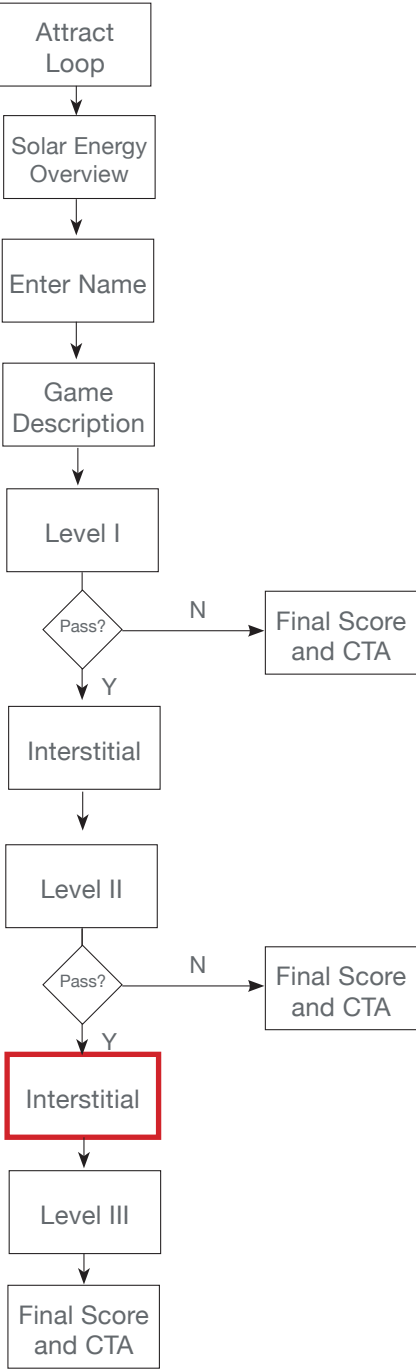 Attract
Loop
Solar Energy
Overview
Enter Name
Game
Description
Level I
Pass?
N
Final Score
and CTA
Y
Interstitial
Level II
Pass?
N
Final Score
and CTA
Y
Interstitial
Level III
Final Score
and CTA